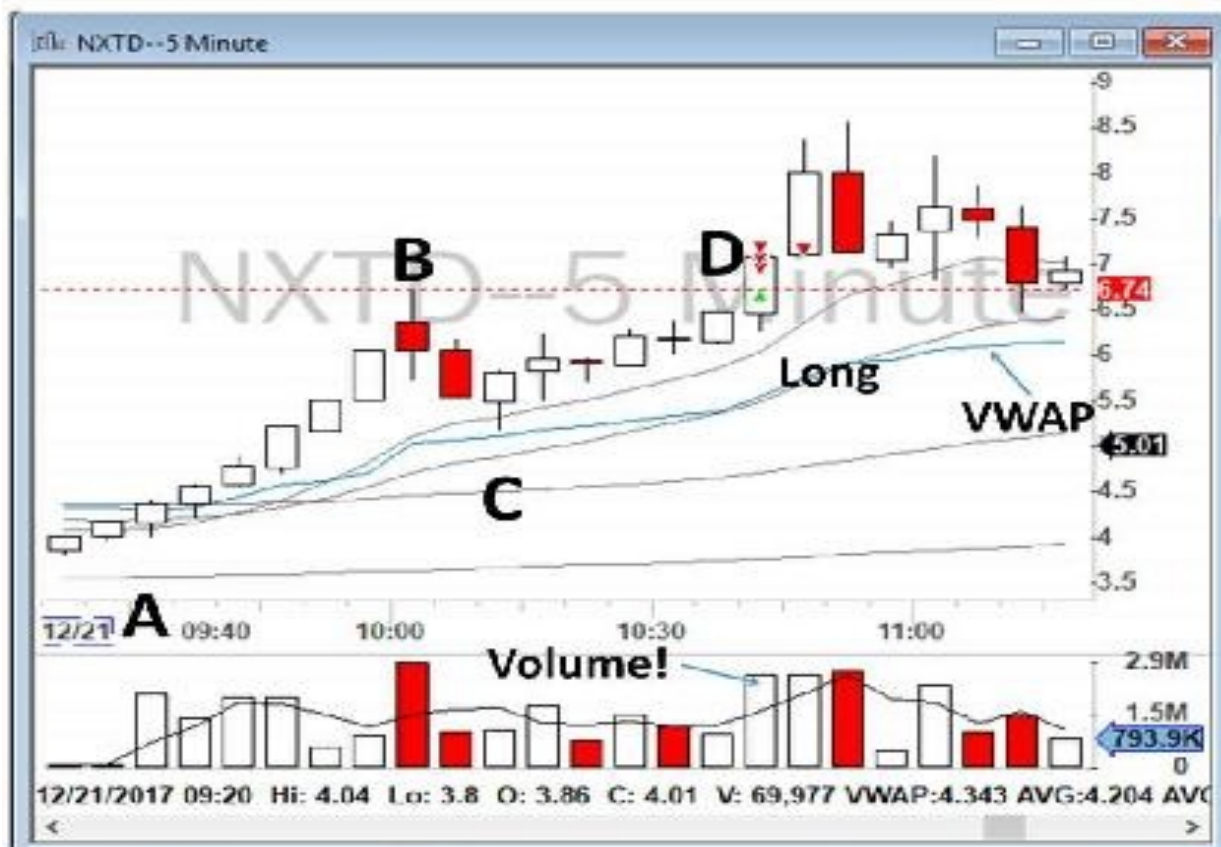 NXTD--5 Minute
9
8.5
8
7.5
B
D
7
NXTD--5 Minute
6.74
6.5
6
Long
5.5
VWAP
5.01
C
4.5
4
3.5
A
12/21 09:40 10:00 10:30 11:00
Volume!
2.9M
1.5M
793.9K
0
12/21/2017 09:20 Hi: 4.04 Lo: 3.8 O: 3.86 C: 4.01 V: 69,977 VWAP:4.343 AVG:4.204